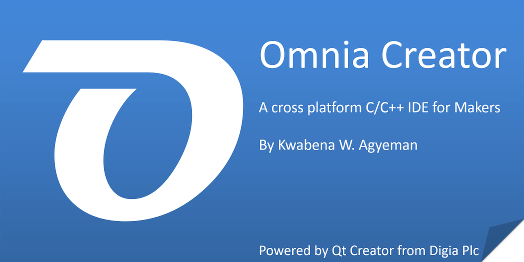 Omnia Creator
A cross platform C/C++ IDE for Makers
By Kwabena W. Agyeman
Powered by Qt Creator from Digia Plc